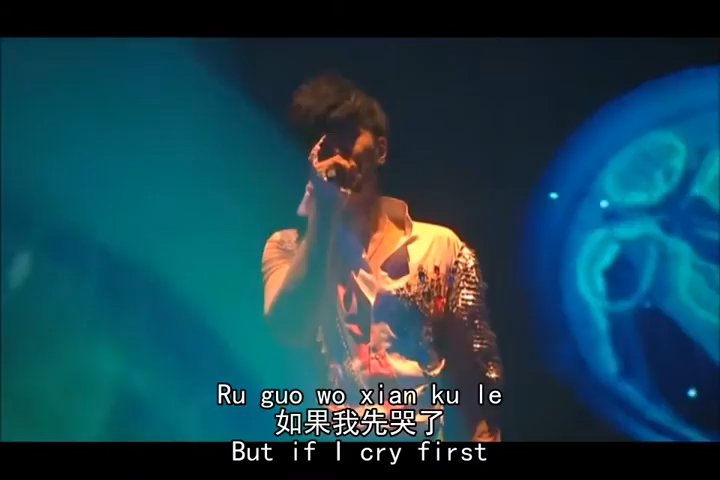 Ru guo wo xian ku le
如果我先哭了
But if I cry first